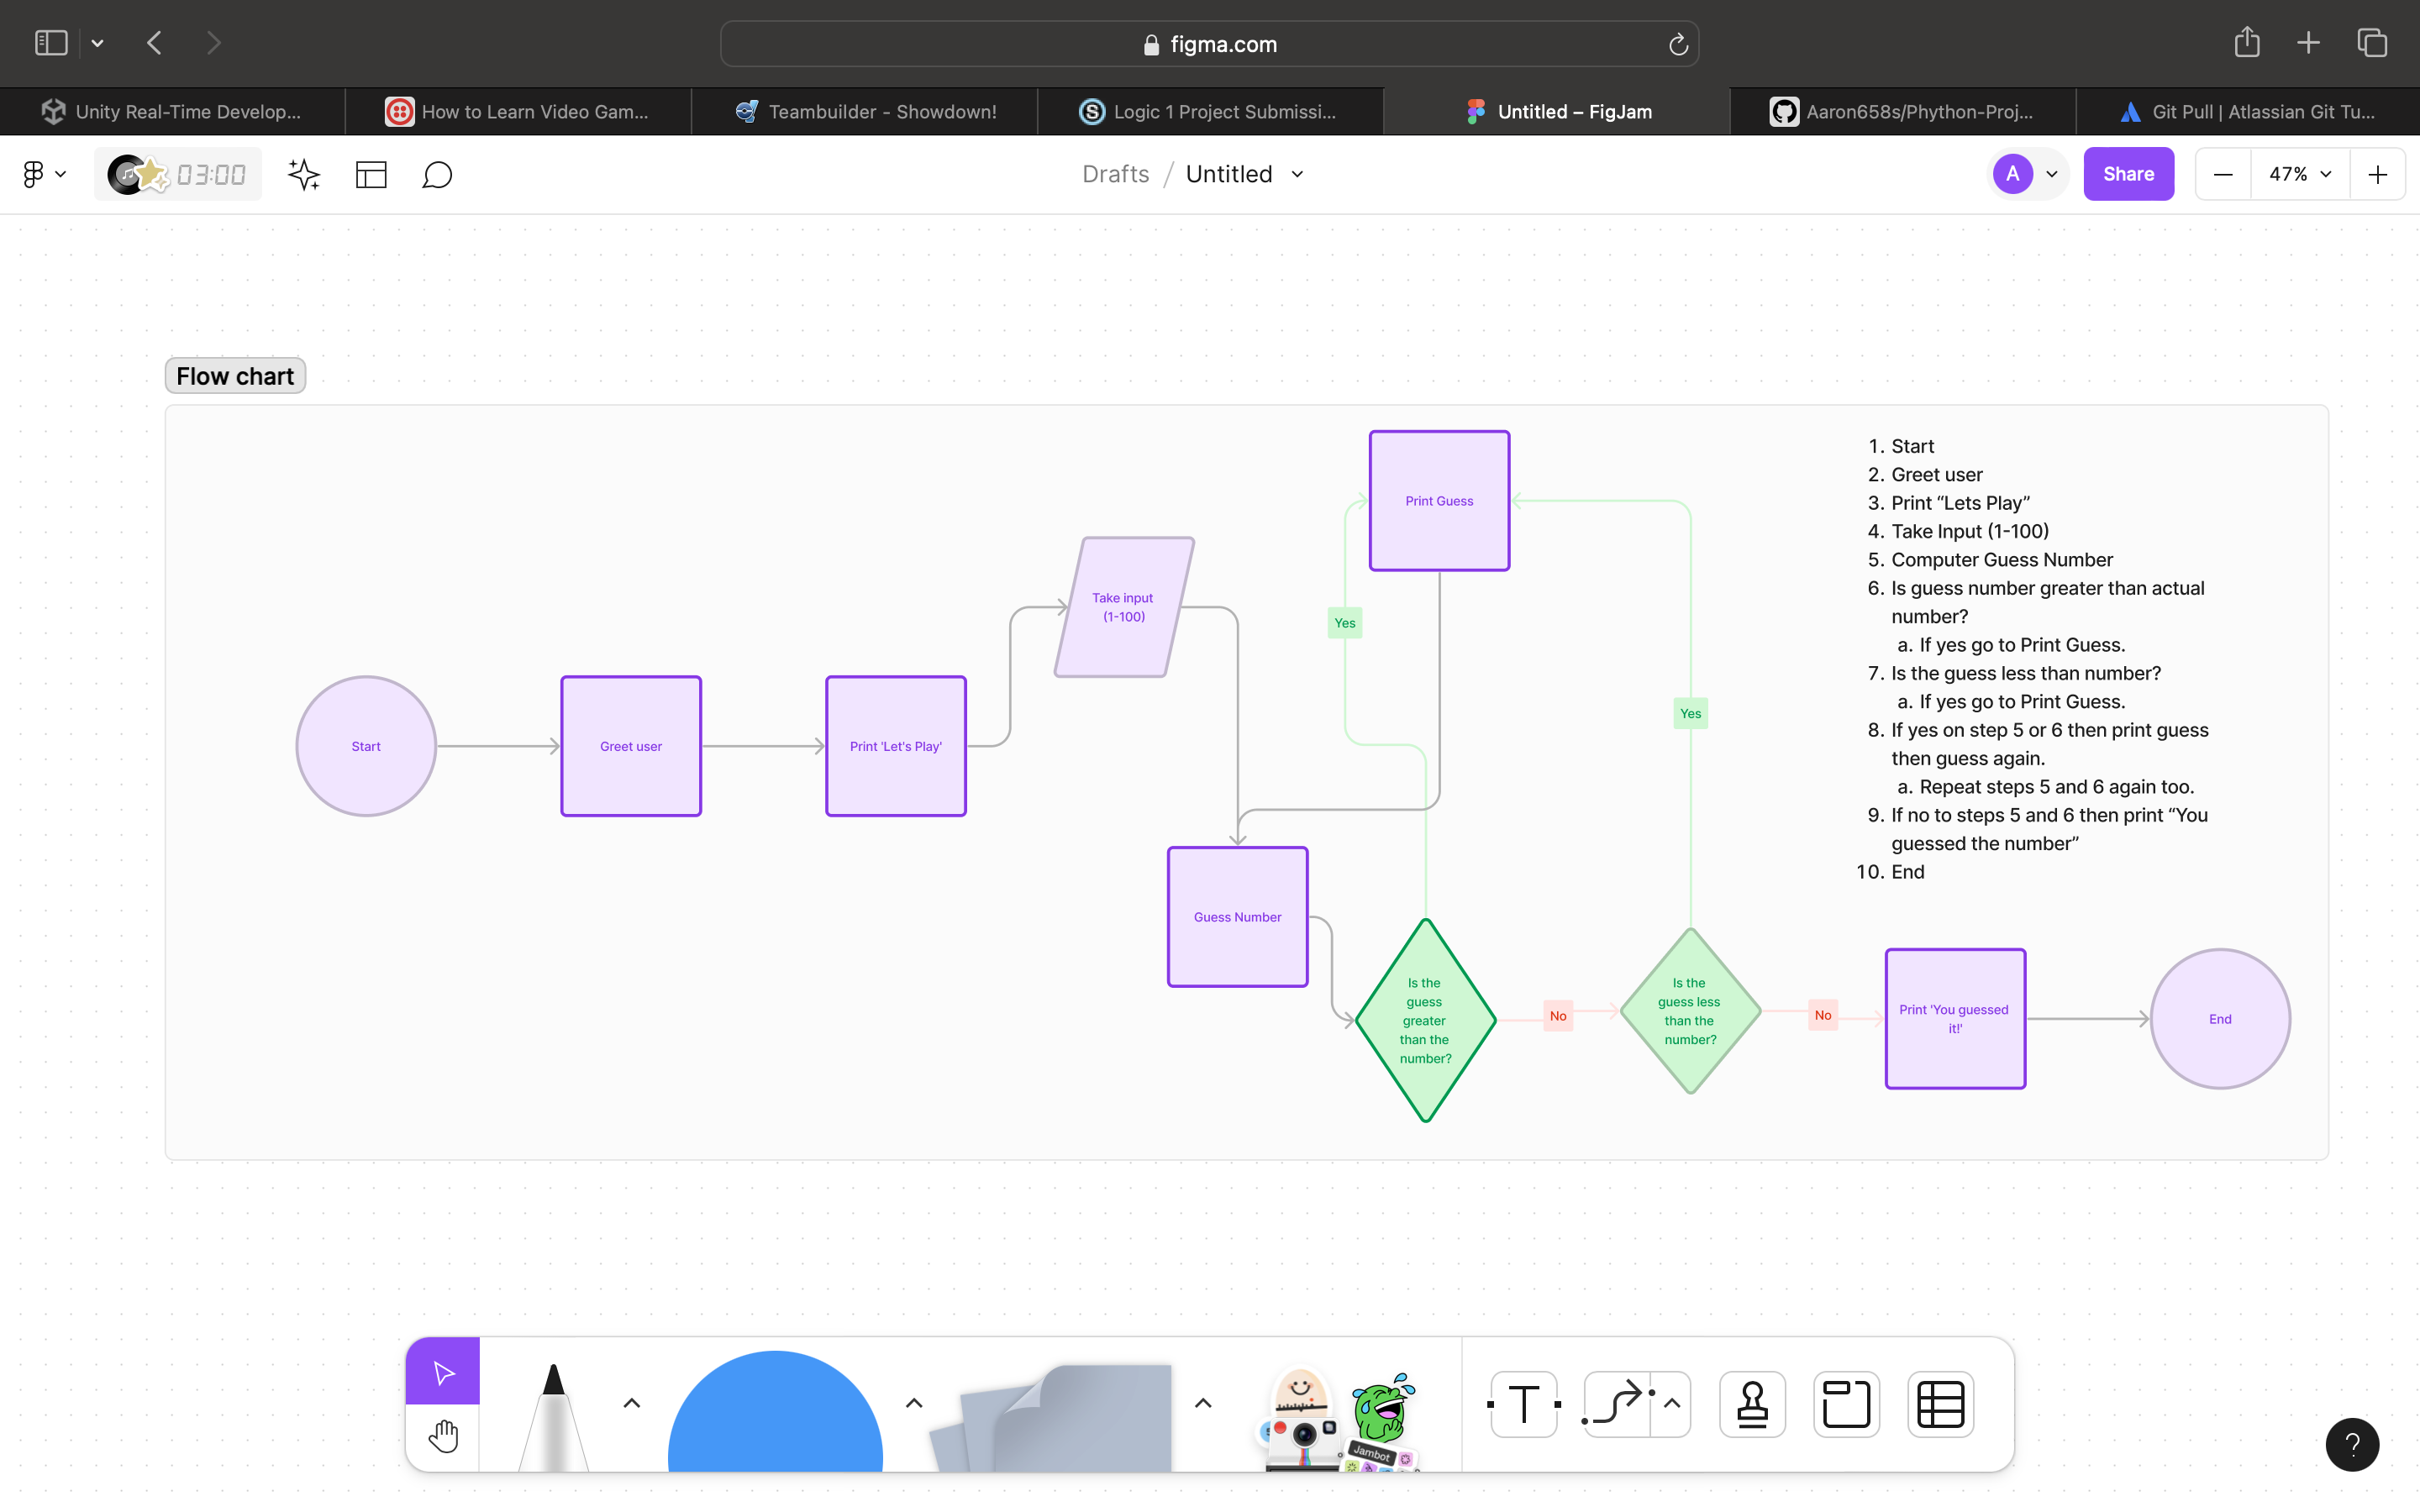 figma.com
Unity Real-Time Develop...
How to Learn Video Gam...
Teambuilder - Showdown!
Logic 1 Project Submissi...
Untitled – FigJam
Aaron658s/Phython-Proj...
Git Pull | Atlassian Git Tu...
03:00
Drafts / Untitled
A
Share
47%
Flow chart
Start
Greet user
Print 'Let's Play'
Take input
(1-100)
Print Guess
Yes
Yes
Guess Number
Is the
guess
greater
than the
number?
No
Is the
guess less
than the
number?
No
Print 'You guessed
it!'
End
1. Start
2. Greet user
3. Print “Lets Play”
4. Take Input (1-100)
5. Computer Guess Number
6. Is guess number greater than actual
number?
a. If yes go to Print Guess.
7. Is the guess less than number?
a. If yes go to Print Guess.
8. If yes on step 5 or 6 then print guess
then guess again.
a. Repeat steps 5 and 6 again too.
9. If no to steps 5 and 6 then print “You
guessed the number”
10. End
Jambot
T
?